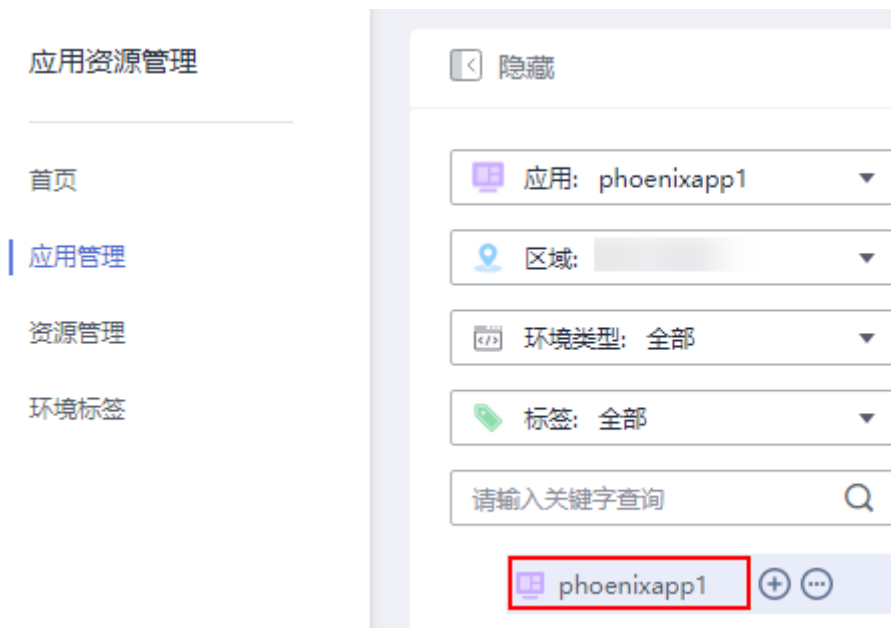 应用资源管理
首页
应用管理
资源管理
环境标签
隐藏
应用: phoenixapp1
区域:
环境类型: 全部
标签: 全部
请输入关键字查询
phoenixapp1